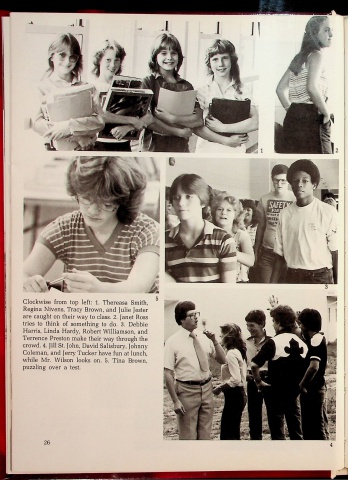 1
2
SAFETY
5
3
Clockwise from top left: 1. Therease Smith,
Regina Nivens, Tracy Brown, and Julie Jester
are caught on their way to class. 2. Janet Ross
tries to think of something to do. 3. Debbie
Harris, Linda Hardy, Robert Williamson, and
Terrence Preston make their way through the
crowd. 4. Jill St. John, David Salisbury, Johnny
Coleman, and Jerry Tucker have fun at lunch,
while Mr. Wilson looks on. 5. Tina Brown,
puzzling over a test.
36
4